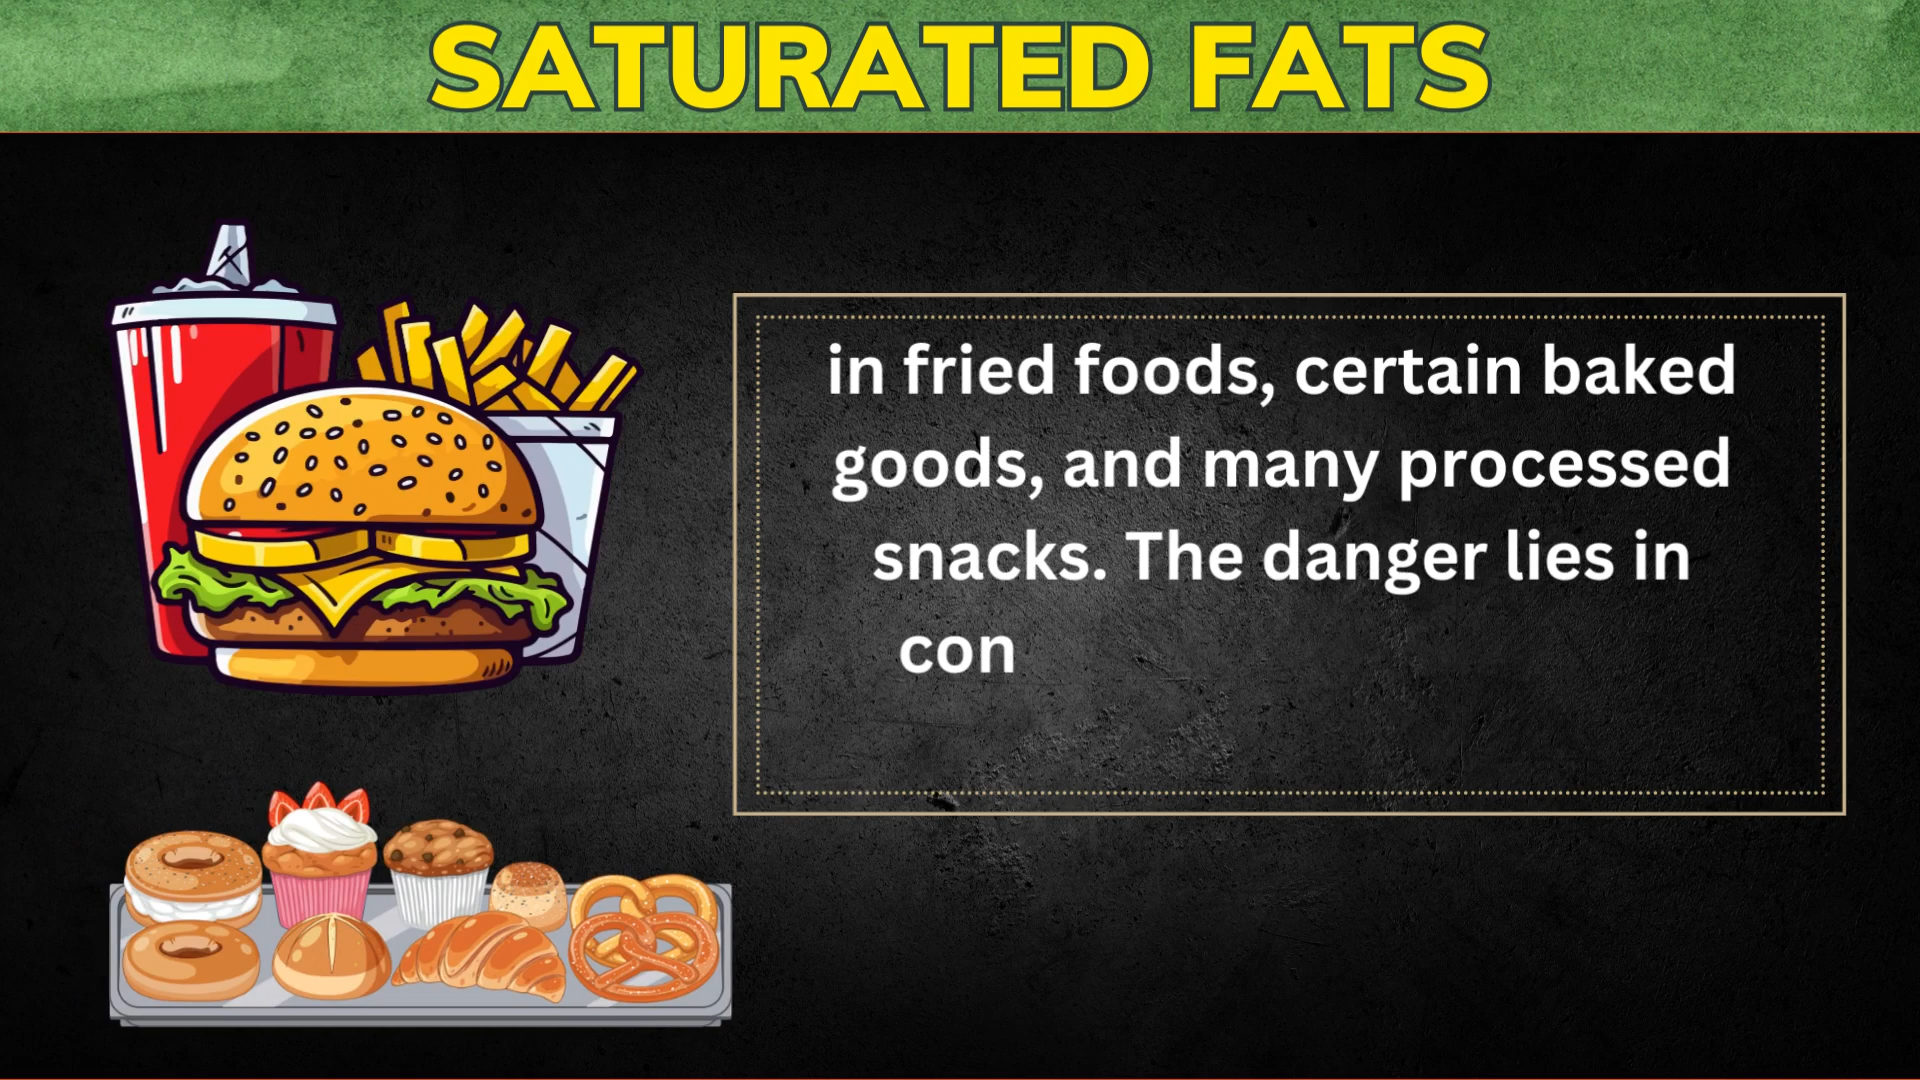 SATURATED FATS
in fried foods, certain baked
goods, and many processed
snacks. The danger lies in
con